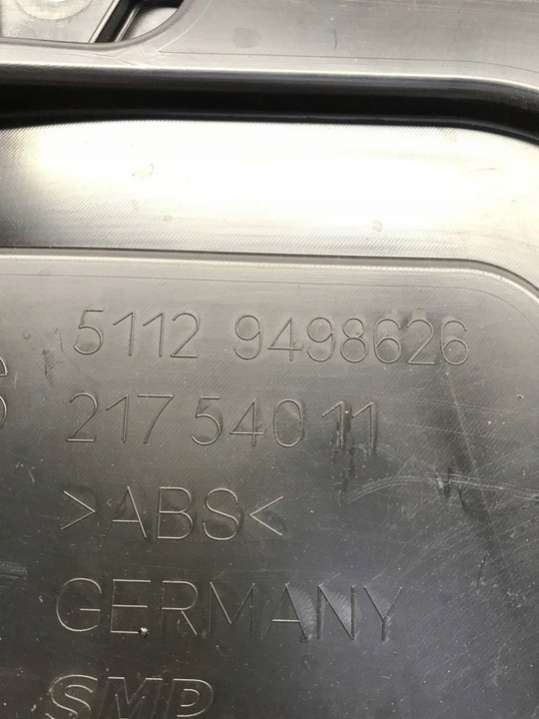 5112 9498626
217 540 11
>ABS<
GERMANY
SMP